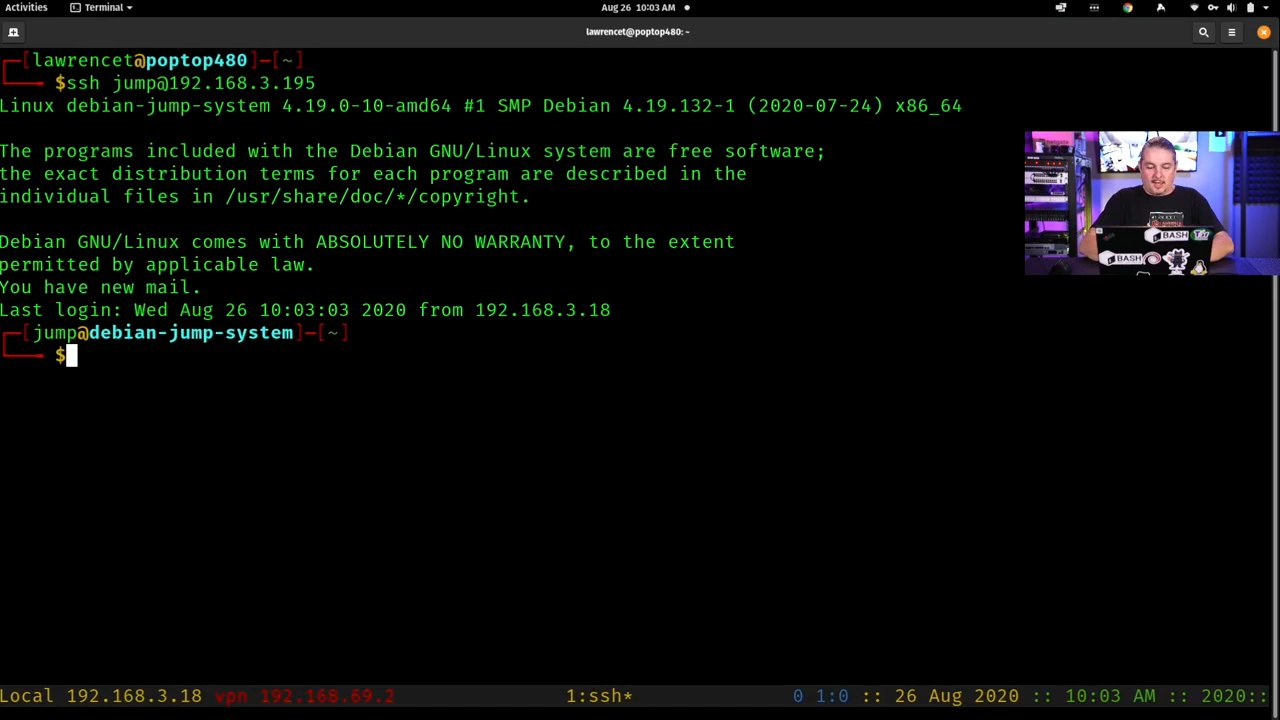 Activities
Terminal
Aug 26 10:03 AM
lawrencet@poptop480: ~
┌─[lawrencet@poptop480]─[~]
└──╼ $ssh jump@192.168.3.195
Linux debian-jump-system 4.19.0-10-amd64 #1 SMP Debian 4.19.132-1 (2020-07-24) x86_64
The programs included with the Debian GNU/Linux system are free software;
the exact distribution terms for each program are described in the
individual files in /usr/share/doc/*/copyright.
Debian GNU/Linux comes with ABSOLUTELY NO WARRANTY, to the extent
permitted by applicable law.
You have new mail.
Last login: Wed Aug 26 10:03:03 2020 from 192.168.3.18
┌─[jump@debian-jump-system]─[~]
└──╼ $
BASH
BASH
Local 192.168.3.18 vpn 192.168.69.2 1:ssh* 0 1:0 :: 26 Aug 2020 :: 10:03 AM :: 2020::